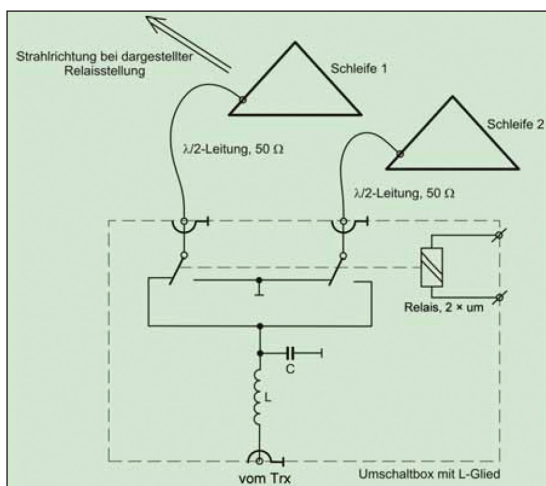 Strahlrichtung bei dargestellter
Relaisstellung
Schleife 1
Schleife 2
λ/2-Leitung, 50 Ω
λ/2-Leitung, 50 Ω
Relais, 2 × um
C
L
vom Trx
Umschaltbox mit L-Glied